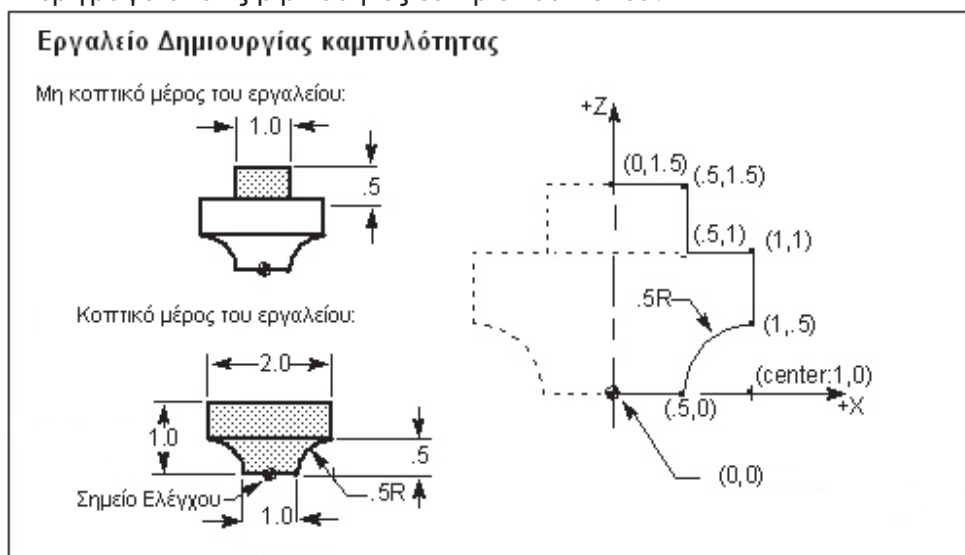 Εργαλείο Δημιουργίας καμπυλότητας
Μη κοπτικό μέρος του εργαλείου:
1.0
.5
Κοπτικό μέρος του εργαλείου:
2.0
1.0
.5
.5R
Σημείο Ελέγχου
1.0
+Z
(0,1.5)
(.5,1.5)
(.5,1)
(1,1)
.5R
(1,.5)
(center:1,0)
+X
(.5,0)
(0,0)